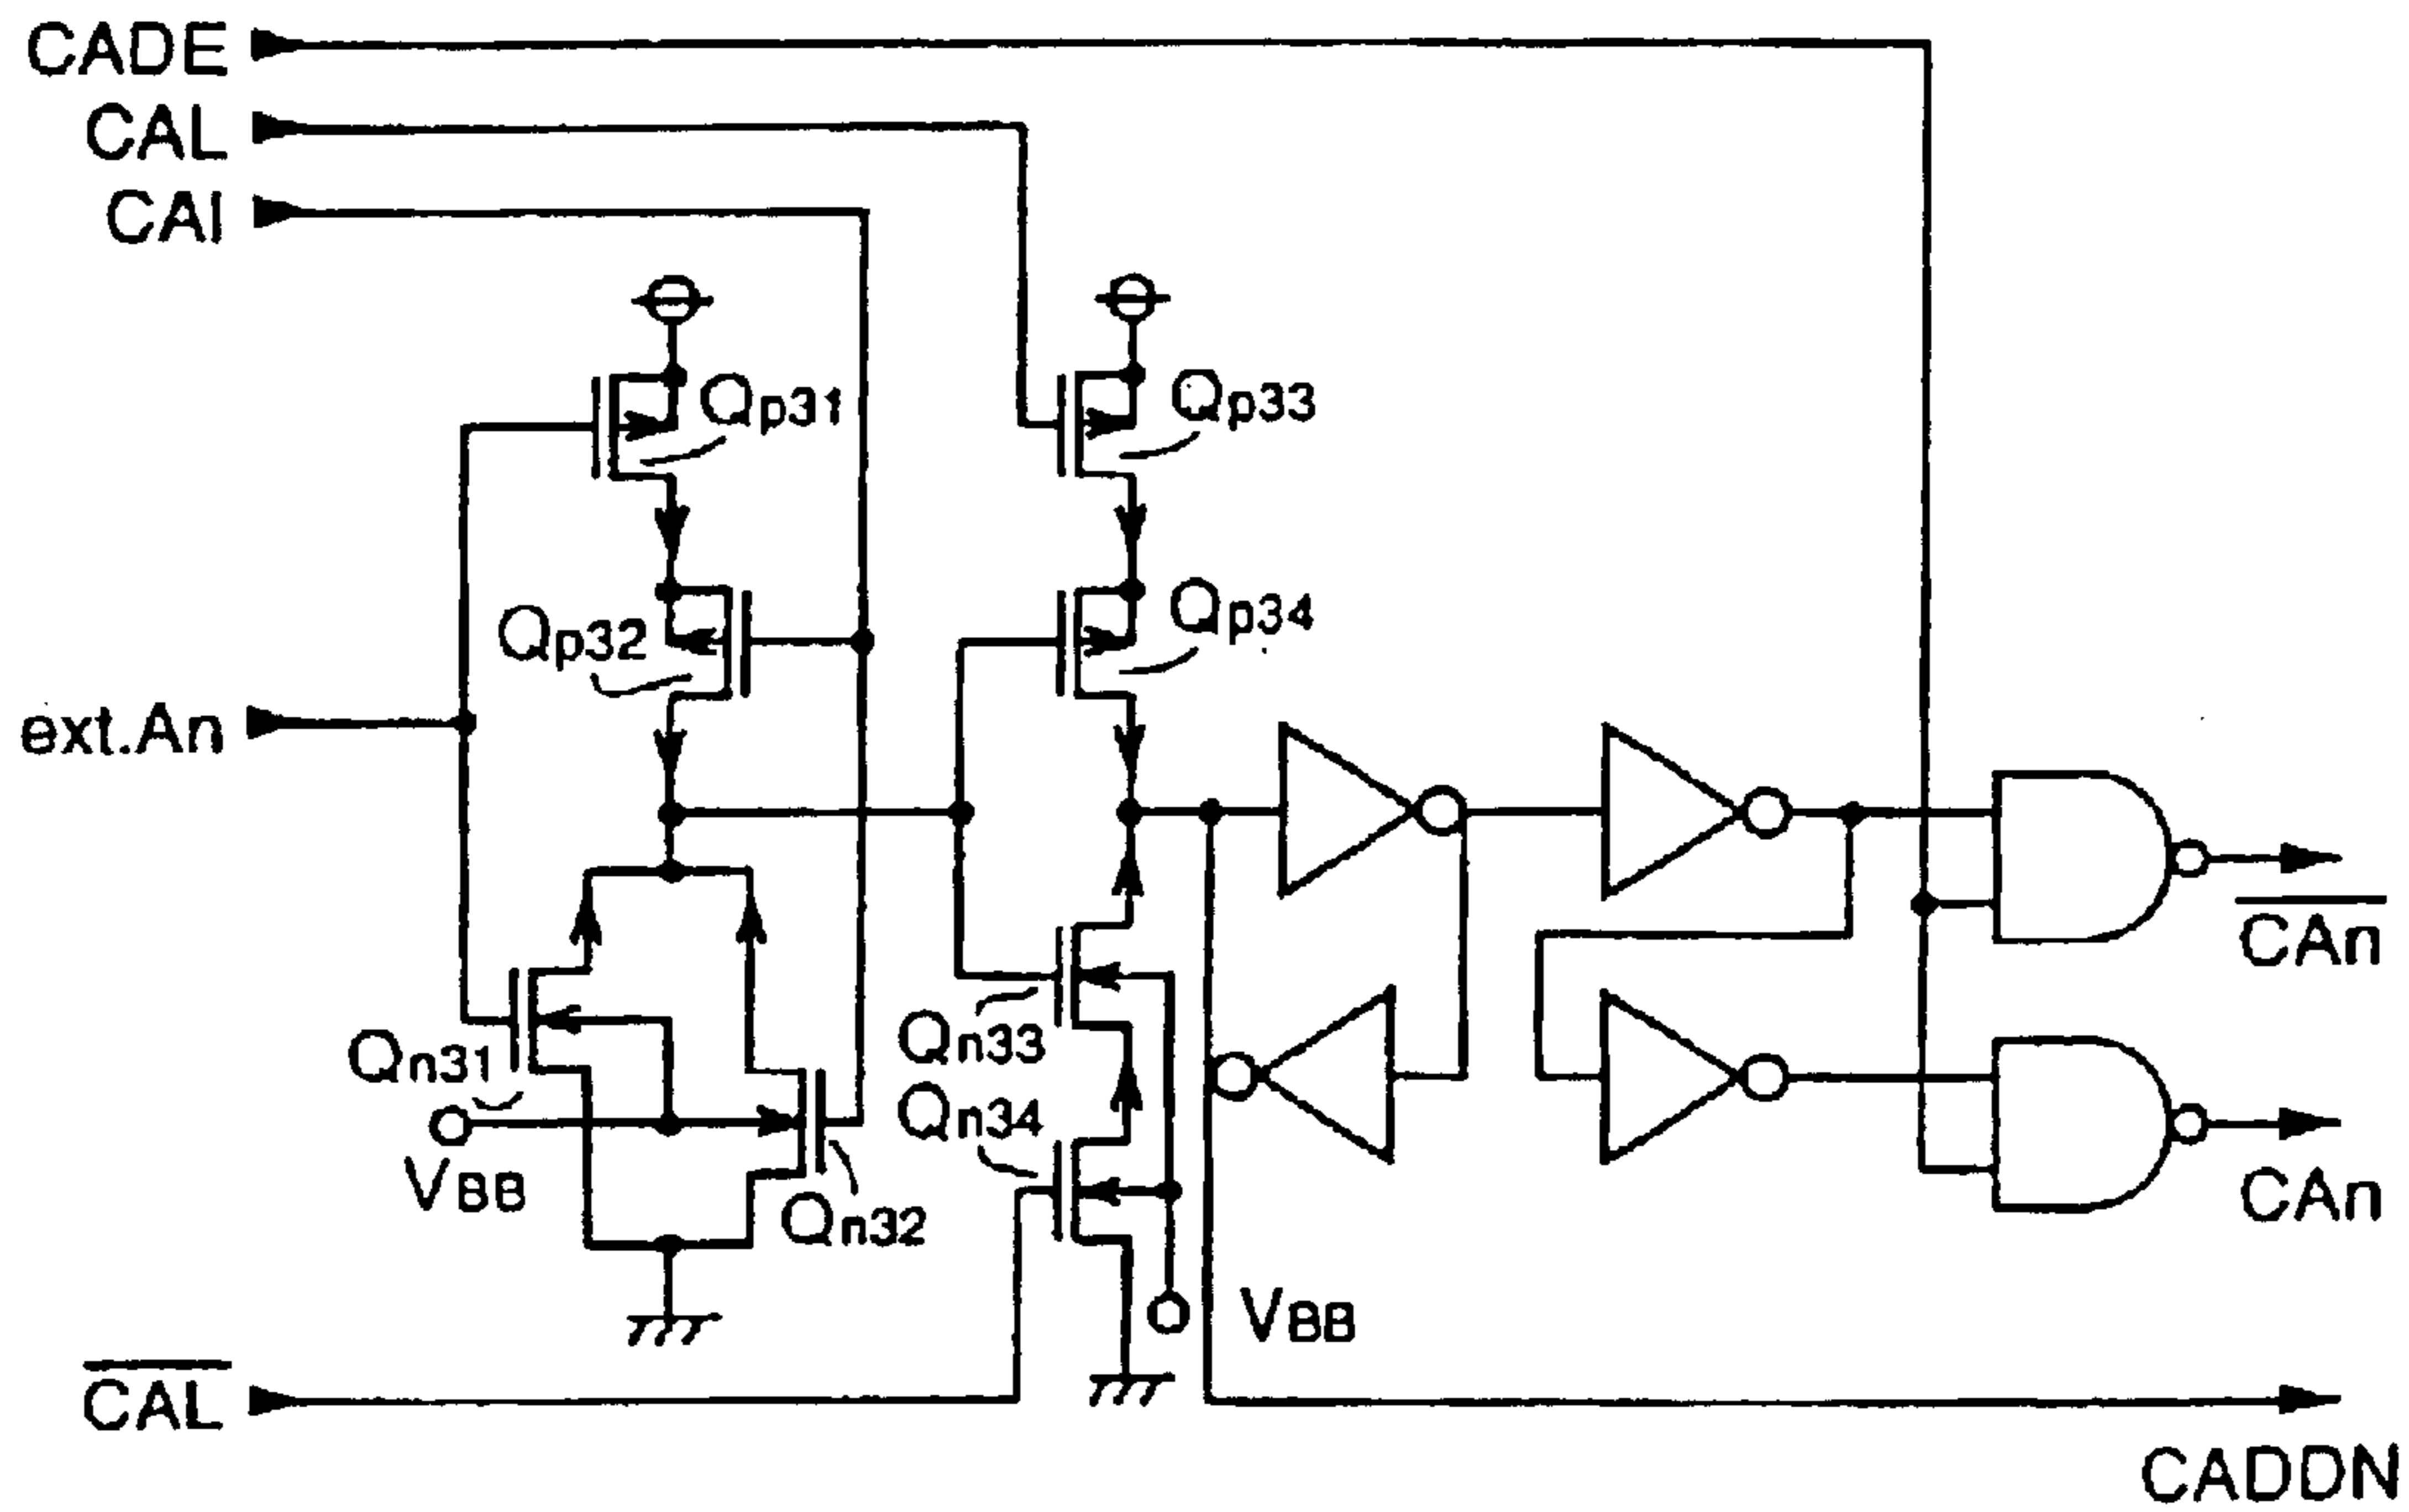 CADE
CAL
CAI
Qp31
Qp33
Qp32
Qp34
ext.An
CAn
Qn31
Qn33
Qn34
VBB
Qn32
CAn
VBB
CAL
CADDN